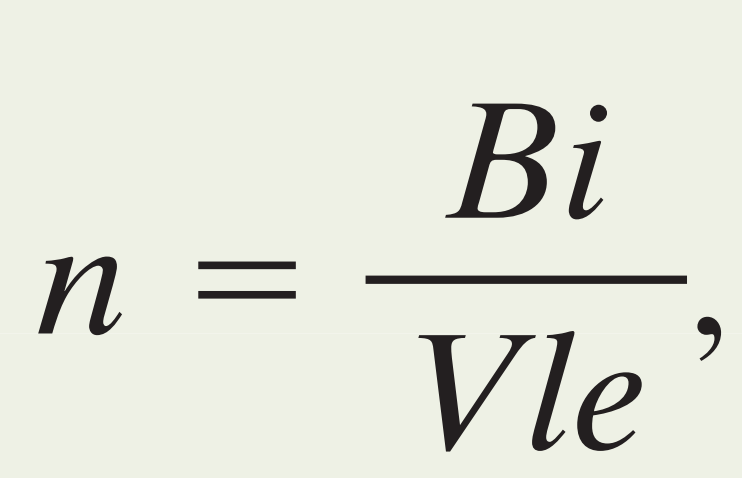 n = Bi / Vle,